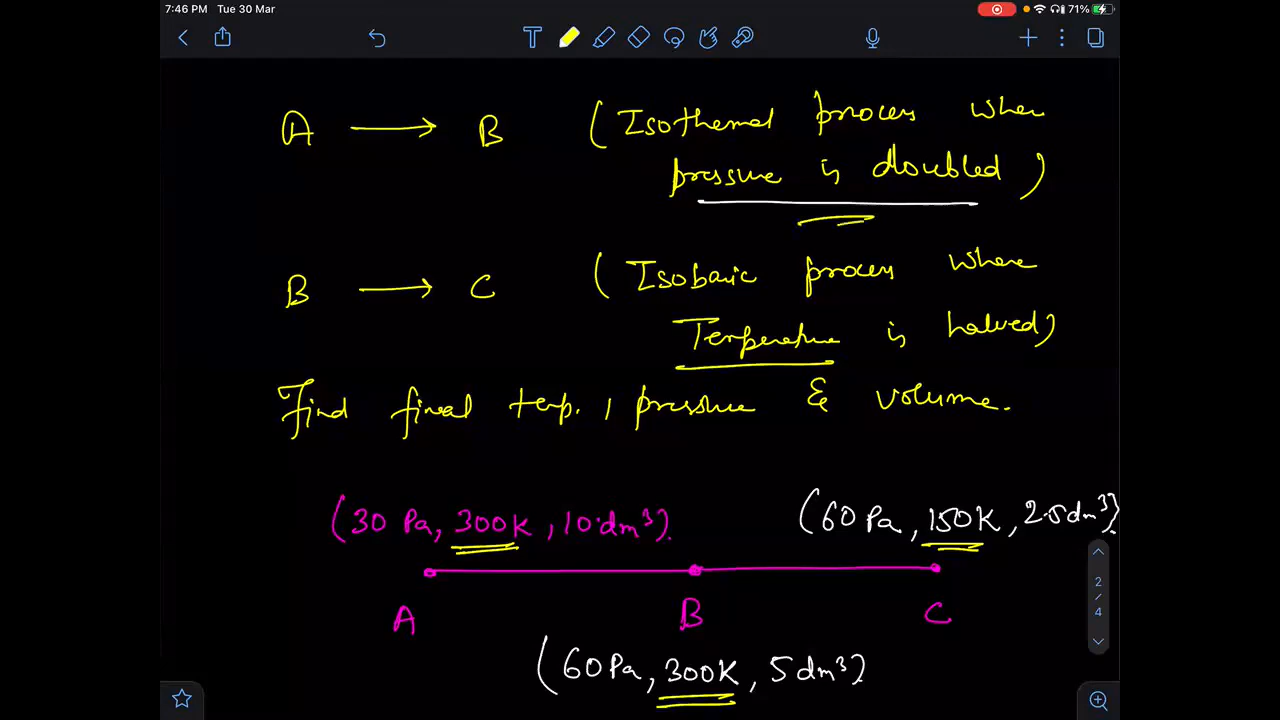 7:46 PM Tue 30 Mar
71%
A → B (Isothermal process where
pressure is doubled)
B → C (Isobaric process where
Temperature is halved)
Find final temp., pressure & volume.
(30 Pa, 300K, 10 dm³)
(60 Pa, 150K, 2.5 dm³)
A B C
(60 Pa, 300K, 5 dm³)
2
/
4